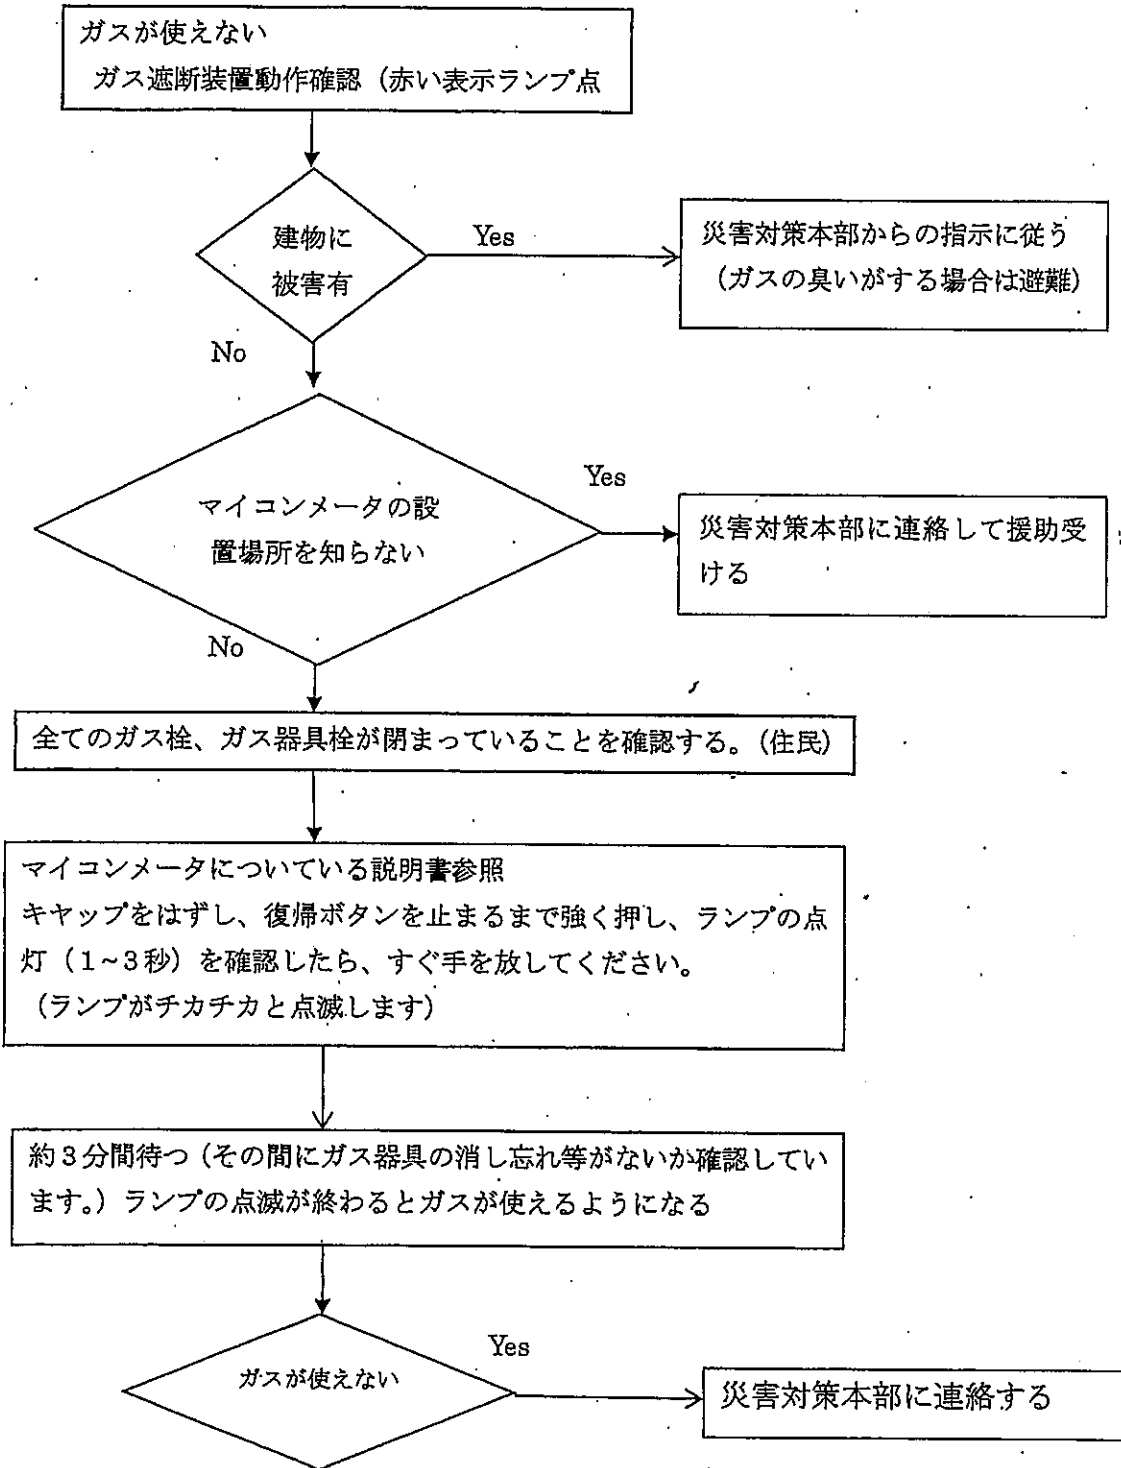 ガスが使えない
ガス遮断装置動作確認（赤い表示ランプ点
建物に
被害有
Yes
災害対策本部からの指示に従う
（ガスの臭いがする場合は避難）
No
マイコンメータの設
置場所を知らない
Yes
災害対策本部に連絡して援助受
ける
No
全てのガス栓、ガス器具栓が閉まっていることを確認する。（住民）
マイコンメータについている説明書参照
キャップをはずし、復帰ボタンを止まるまで強く押し、ランプの点
灯（1~3秒）を確認したら、すぐ手を放してください。
（ランプがチカチカと点滅します）
約３分間待つ（その間にガス器具の消し忘れ等がないか確認してい
ます。）ランプの点滅が終わるとガスが使えるようになる
ガスが使えない
Yes
災害対策本部に連絡する